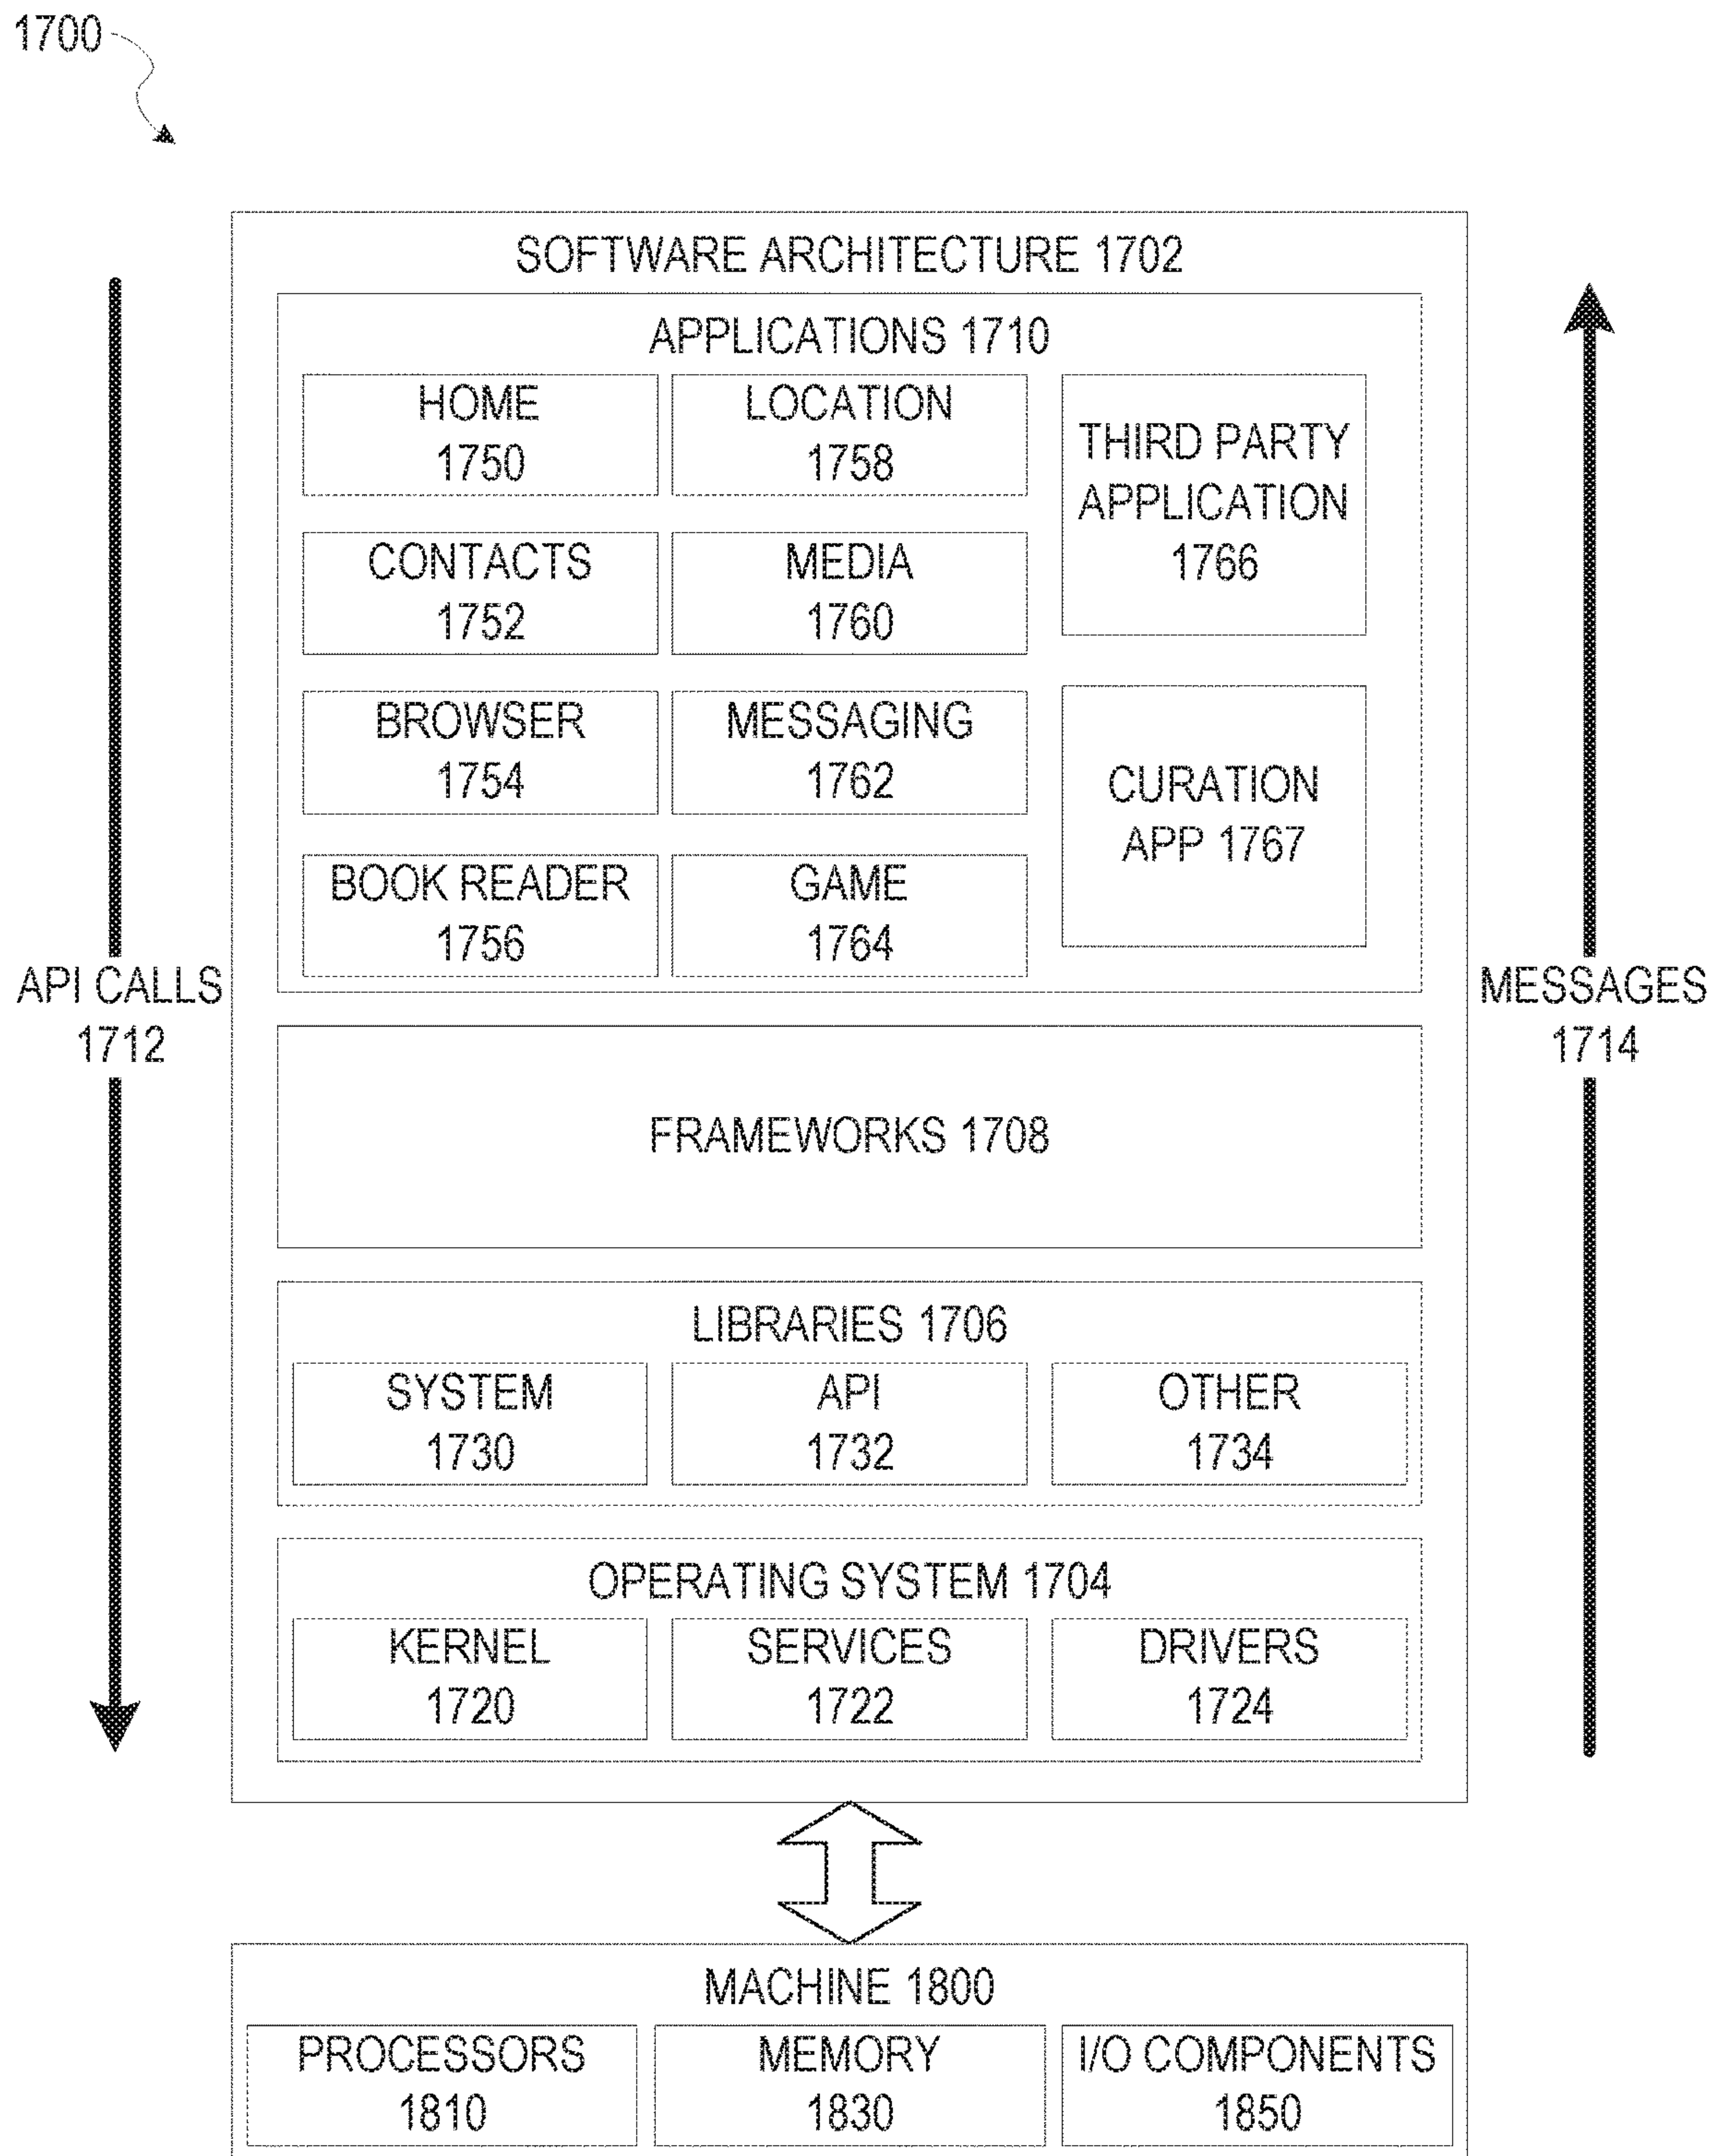 1700
SOFTWARE ARCHITECTURE 1702
APPLICATIONS 1710
HOME
1750
LOCATION
1758
THIRD PARTY
APPLICATION
1766
CONTACTS
1752
MEDIA
1760
BROWSER
1754
MESSAGING
1762
CURATION
APP 1767
BOOK READER
1756
GAME
1764
API CALLS
1712
MESSAGES
1714
FRAMEWORKS 1708
LIBRARIES 1706
SYSTEM
1730
API
1732
OTHER
1734
OPERATING SYSTEM 1704
KERNEL
1720
SERVICES
1722
DRIVERS
1724
MACHINE 1800
PROCESSORS
1810
MEMORY
1830
I/O COMPONENTS
1850